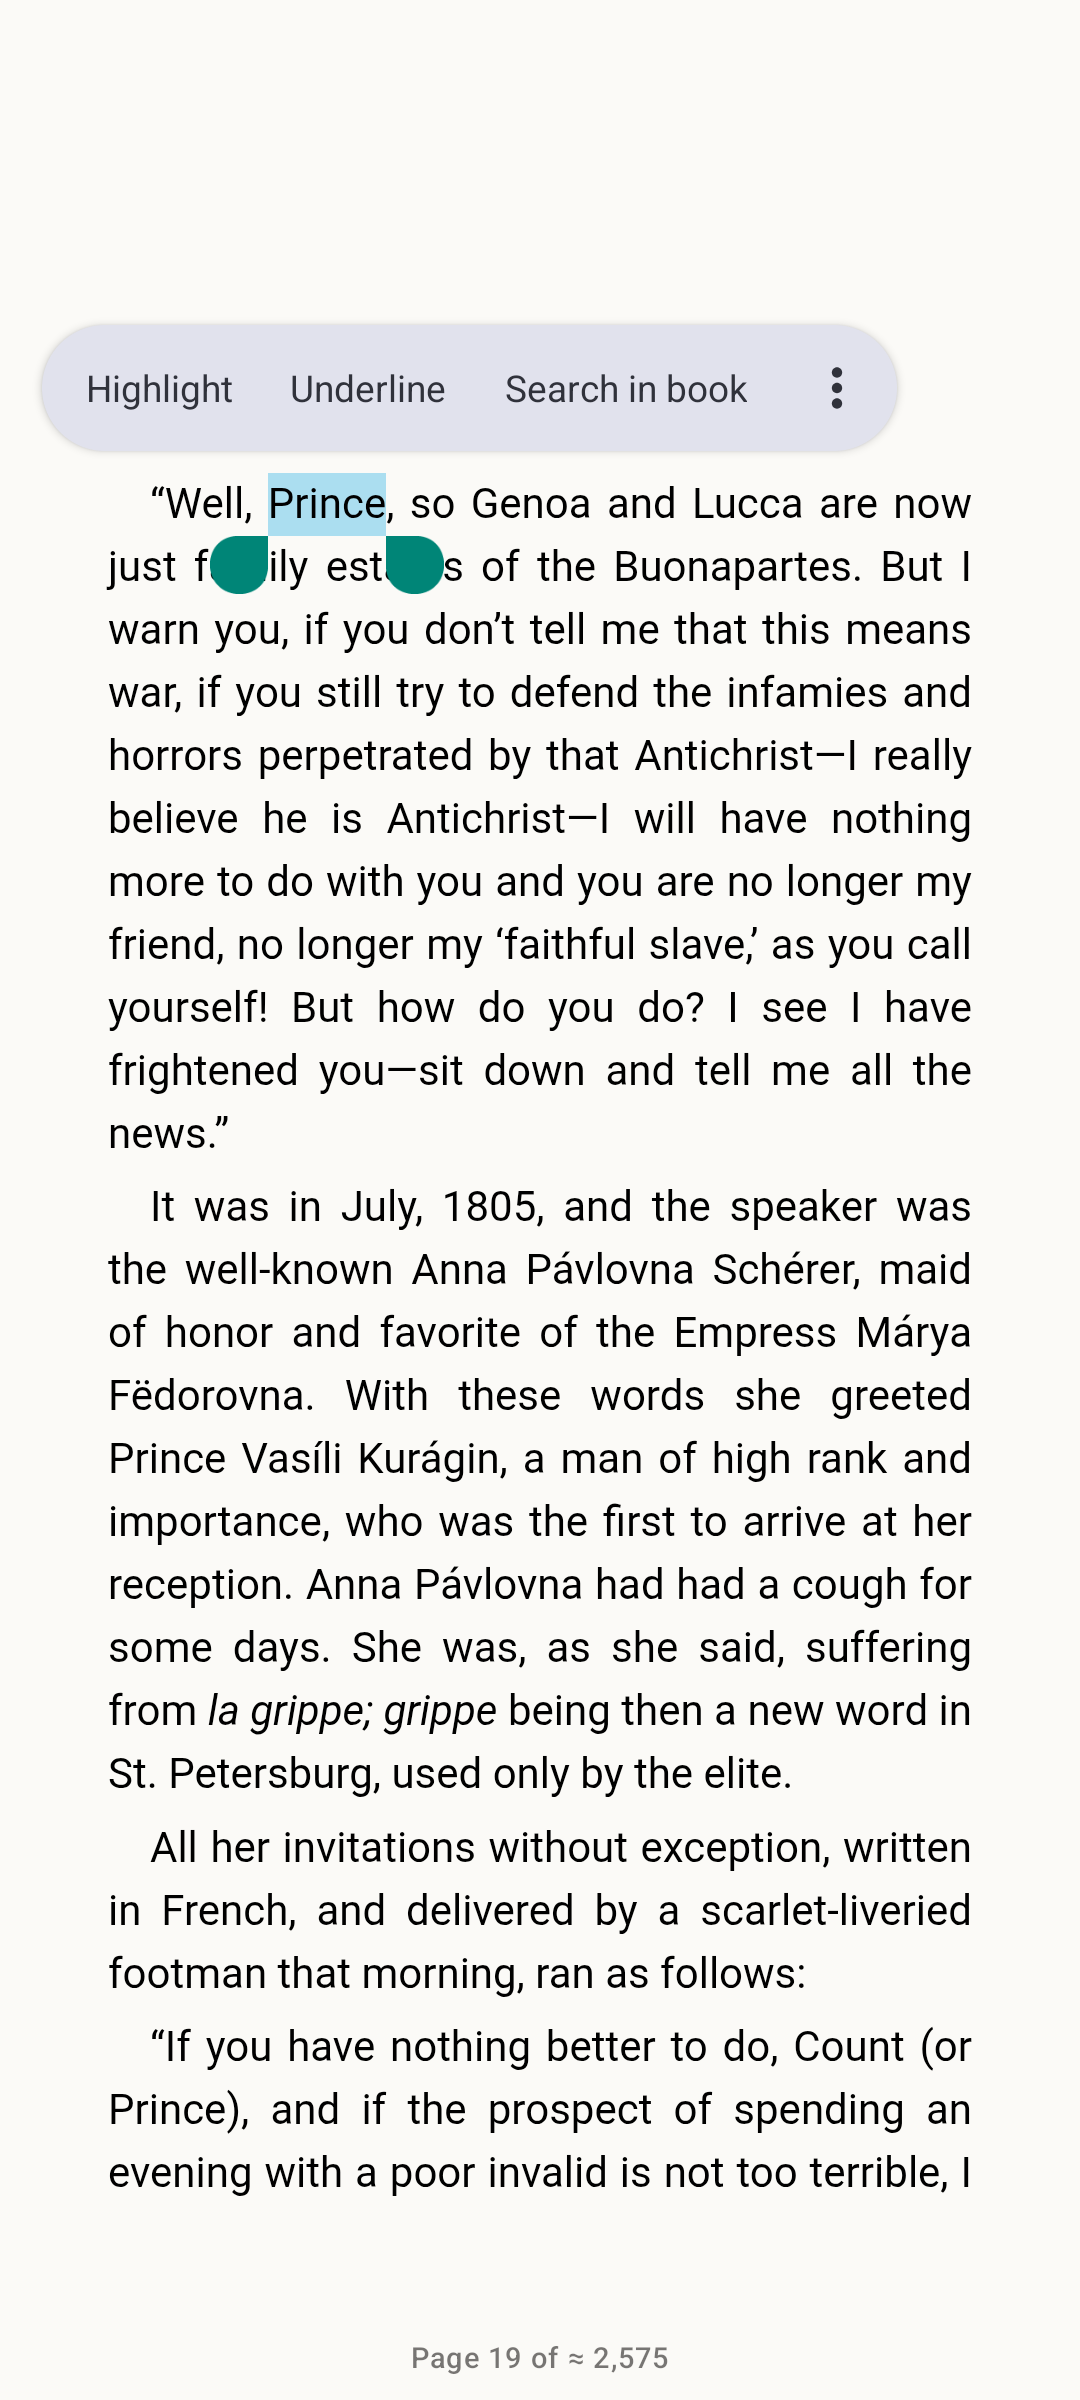 Highlight Underline Search in book
“Well, Prince, so Genoa and Lucca are now
just of the Buonapartes. But I
warn you, if you don’t tell me that this means
war, if you still try to defend the infamies and
horrors perpetrated by that Antichrist—I really
believe he is Antichrist—I will have nothing
more to do with you and you are no longer my
friend, no longer my ‘faithful slave,’ as you call
yourself! But how do you do? I see I have
frightened you—sit down and tell me all the
news.”
It was in July, 1805, and the speaker was
the well-known Anna Pávlovna Schérer, maid
of honor and favorite of the Empress Márya
Fëdorovna. With these words she greeted
Prince Vasíli Kurágin, a man of high rank and
importance, who was the first to arrive at her
reception. Anna Pávlovna had had a cough for
some days. She was, as she said, suffering
from la grippe; grippe being then a new word in
St. Petersburg, used only by the elite.
All her invitations without exception, written
in French, and delivered by a scarlet-liveried
footman that morning, ran as follows:
“If you have nothing better to do, Count (or
Prince), and if the prospect of spending an
evening with a poor invalid is not too terrible, I
Page 19 of ≈ 2,575